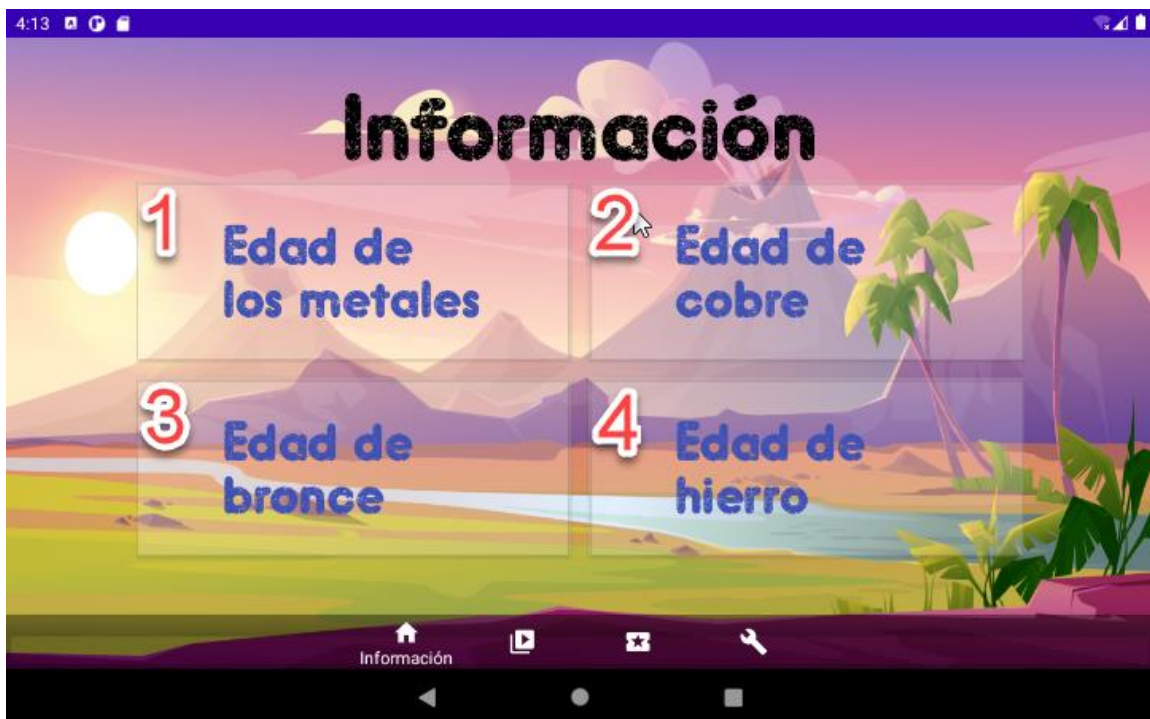 4:13
Información
1
Edad de
los metales
2
Edad de
cobre
3
Edad de
bronce
4
Edad de
hierro
Información